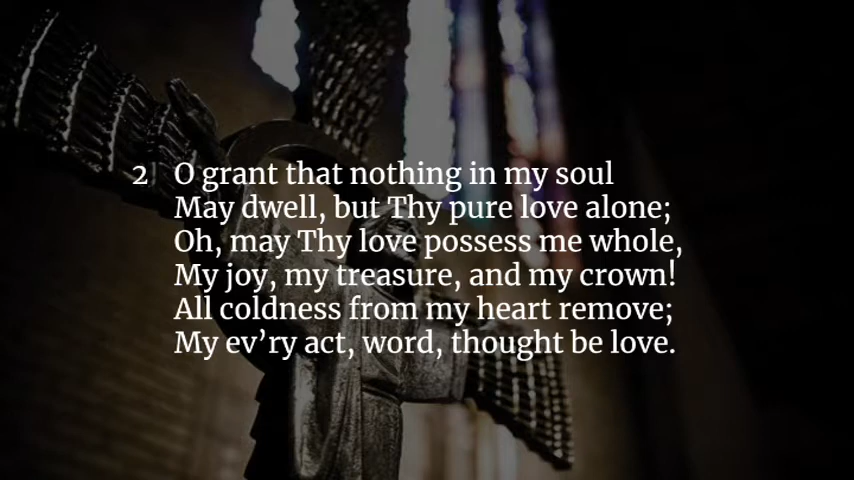 2 O grant that nothing in my soul
May dwell, but Thy pure love alone;
Oh, may Thy love possess me whole,
My joy, my treasure, and my crown!
All coldness from my heart remove;
My ev’ry act, word, thought be love.